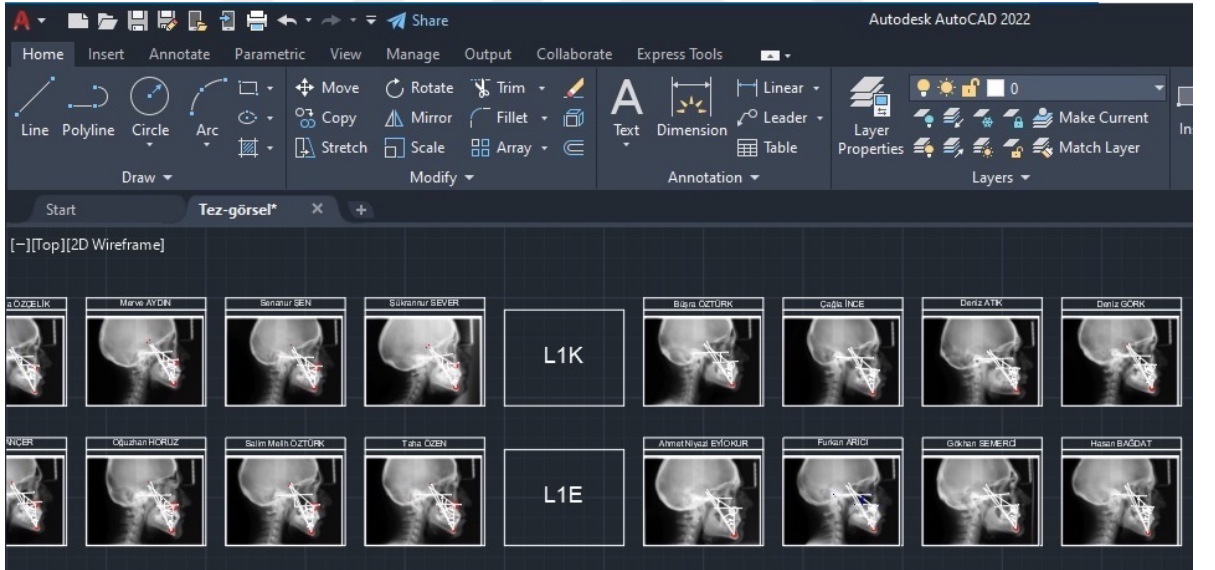 Share
Autodesk AutoCAD 2022
Home Insert Annotate Parametric View Manage Output Collaborate Express Tools
Line Polyline Circle Arc
Move Rotate Trim
Copy Mirror Fillet
Stretch Scale Array
Text Dimension
Linear
Leader
Table
Layer Properties
0
Make Current
Match Layer
Draw Modify Annotation Layers
Start Tez-görsel*
[−][Top][2D Wireframe]
ÖZÇELİK Merve AYDIN Senanur ŞEN Şükrannur SEVER Büşra ÖZTÜRK Çağla İNCE Deniz ATİK Deniz GÖRK
L1K
Oğuzhan HORUZ Salim Melih ÖZTÜRK Taha ÖZEN Ahmet Niyazi EYİOKUR Furkan ARICI Gökhan SEMERCİ Hasan BAĞDAT
L1E